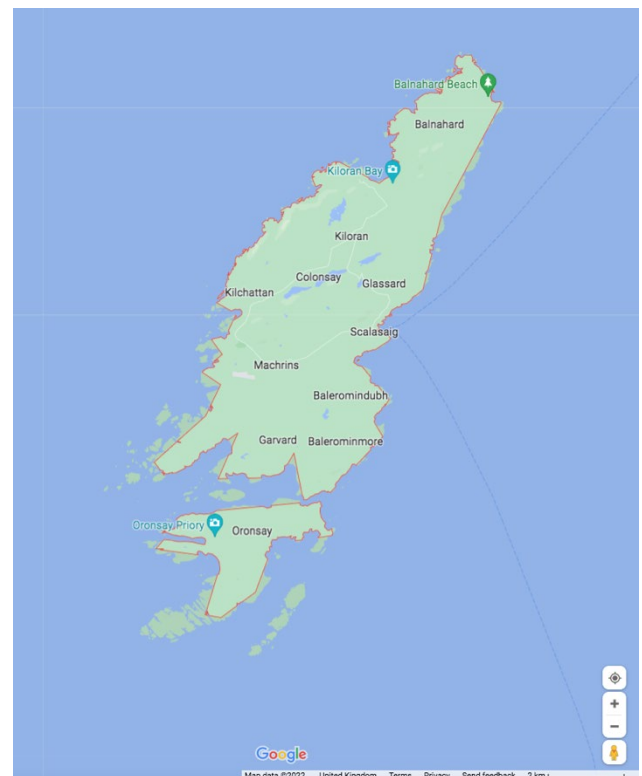 Balnahard Beach
Balnahard
Kiloran Bay
Kiloran
Colonsay
Glassard
Kilchattan
Scalasaig
Machrins
Baleromindubh
Garvard
Balerominmore
Oronsay Priory
Oronsay
Google
Map data ©2022 United Kingdom Terms Privacy Send feedback 2 km